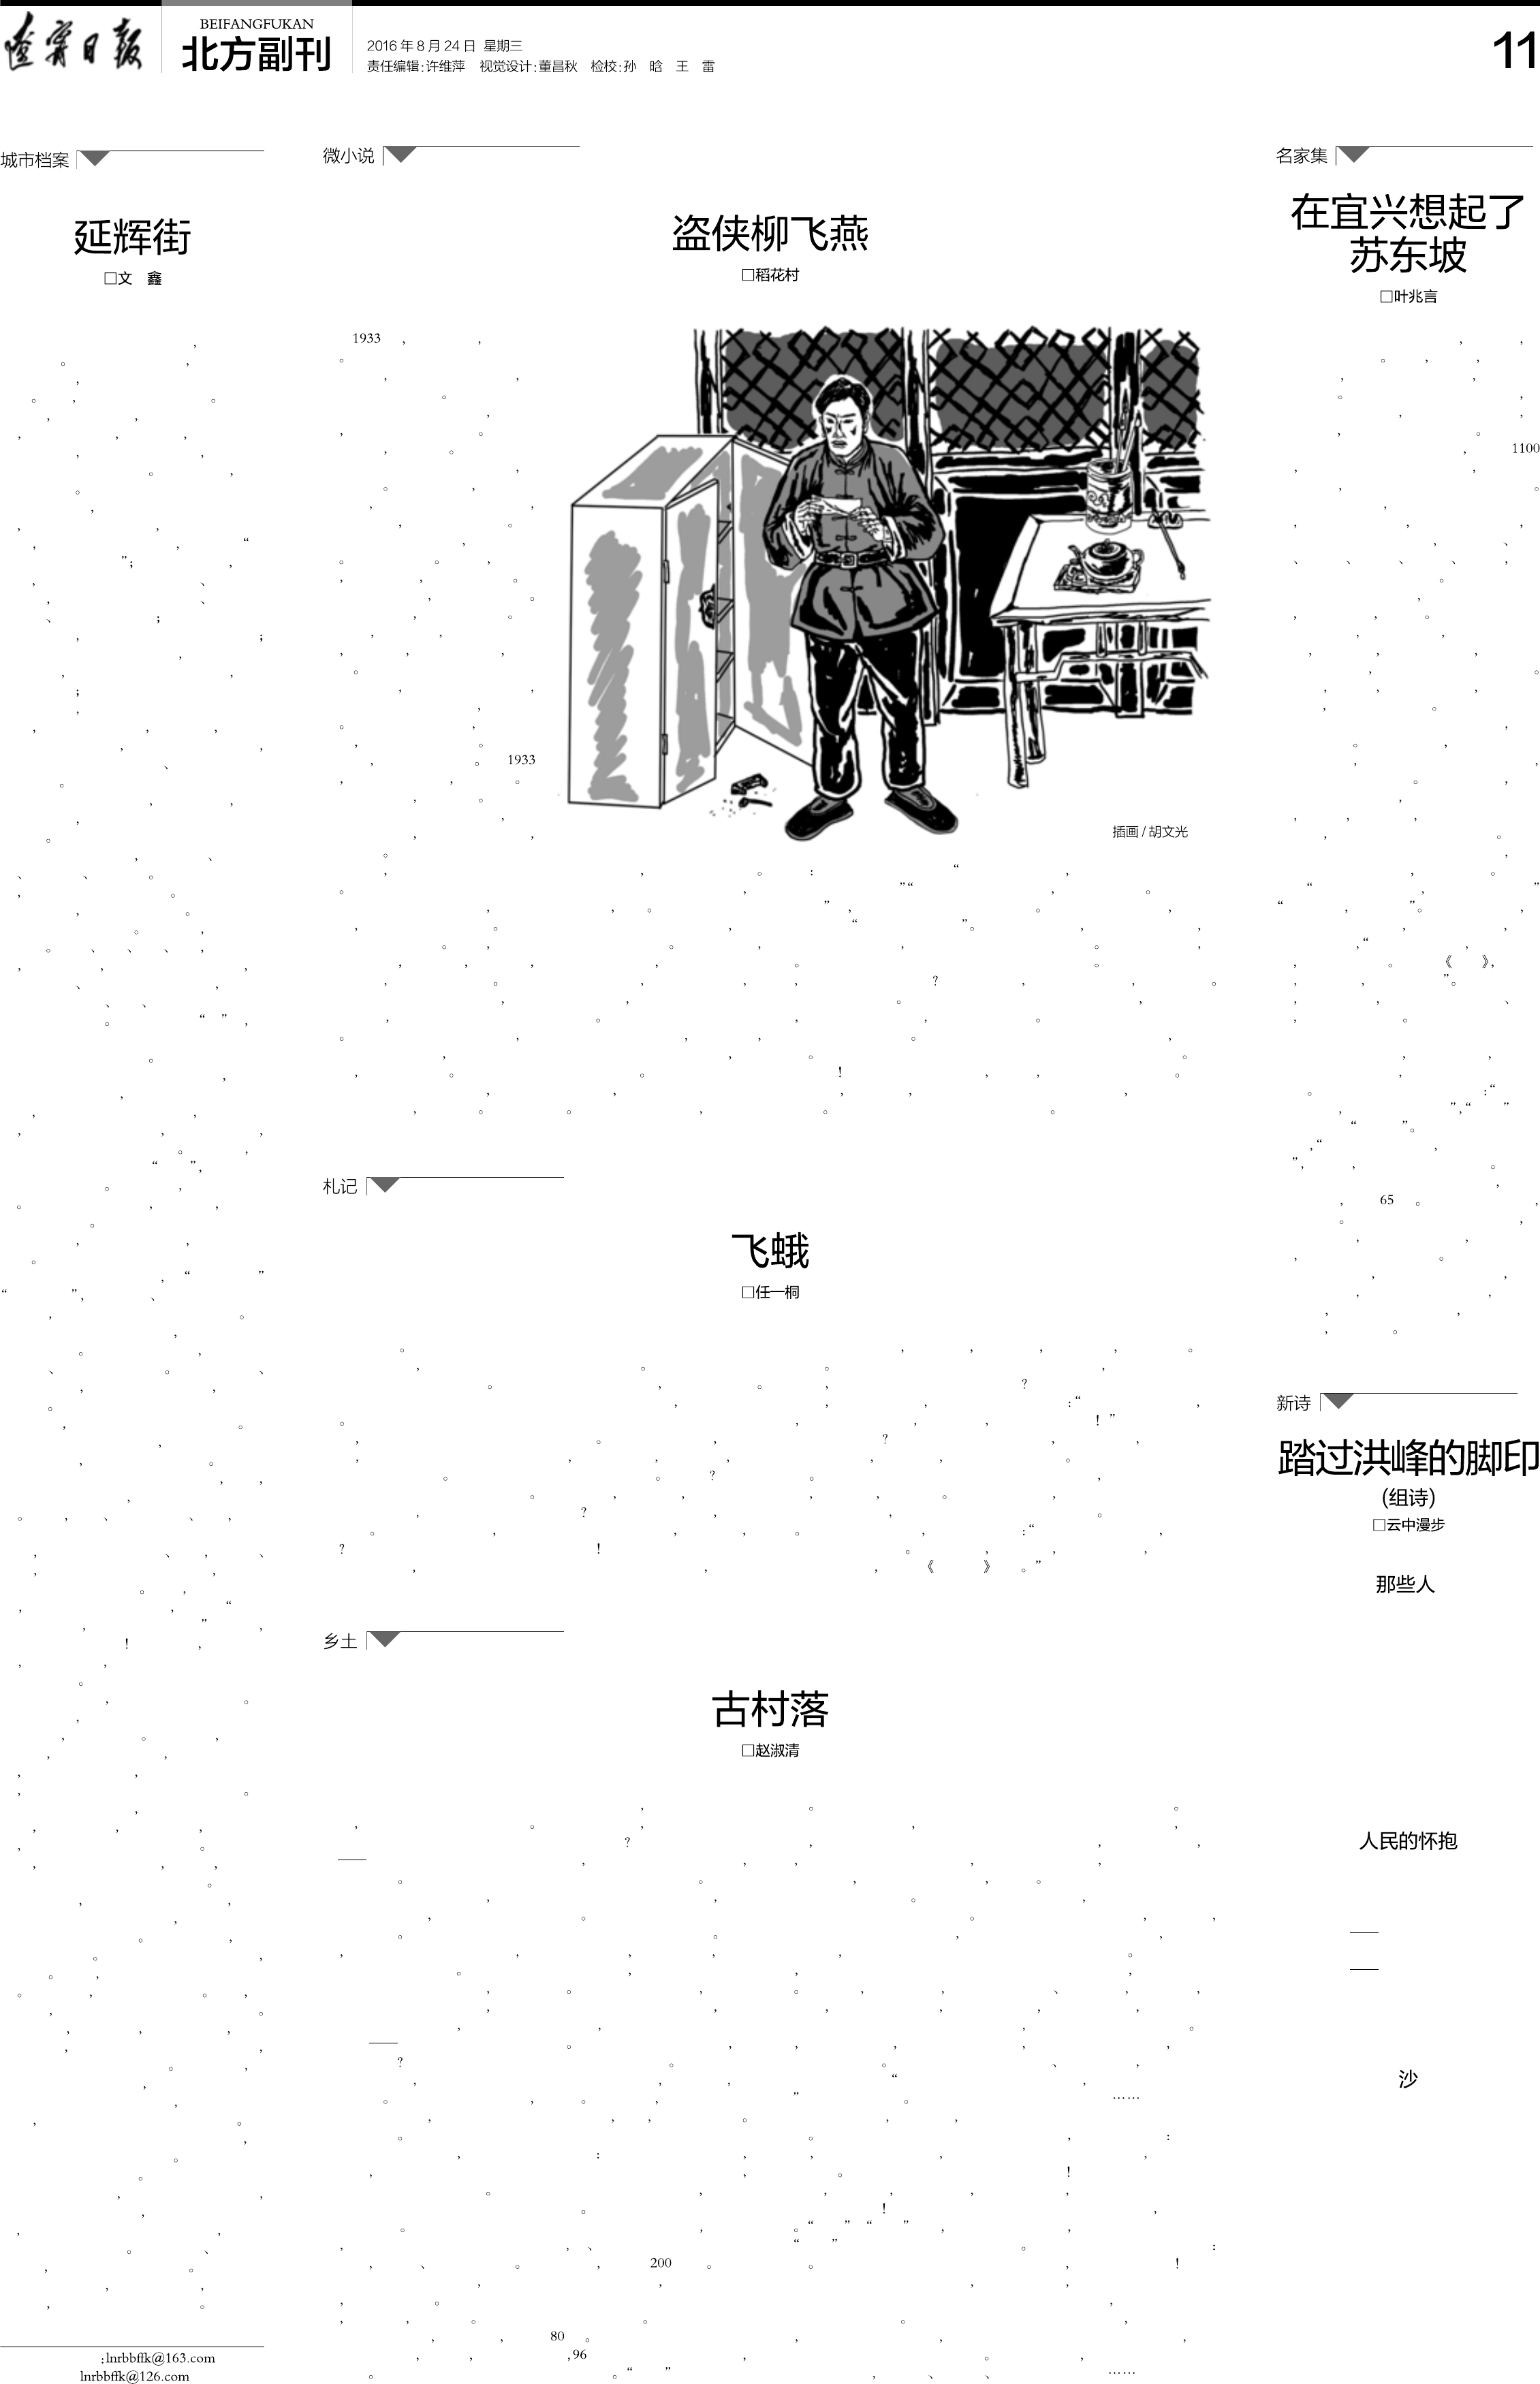 辽宁日报
BEIFANGFUKAN
北方副刊
2016年8月24日 星期三
责任编辑:许维萍 视觉设计:董昌秋 检校:孙 晗 王 雷
11
城市档案
延辉街
□文 鑫
:lnrbbffk@163.com
lnrbbffk@126.com
微小说
盗侠柳飞燕
□稻花村
1933
1933
插画/胡文光
札记
飞蛾
□任一桐
乡土
古村落
□赵淑清
200
80
96
名家集
在宜兴想起了
苏东坡
□叶兆言
1100
65
新诗
踏过洪峰的脚印
(组诗)
□云中漫步
那些人
人民的怀抱
沙